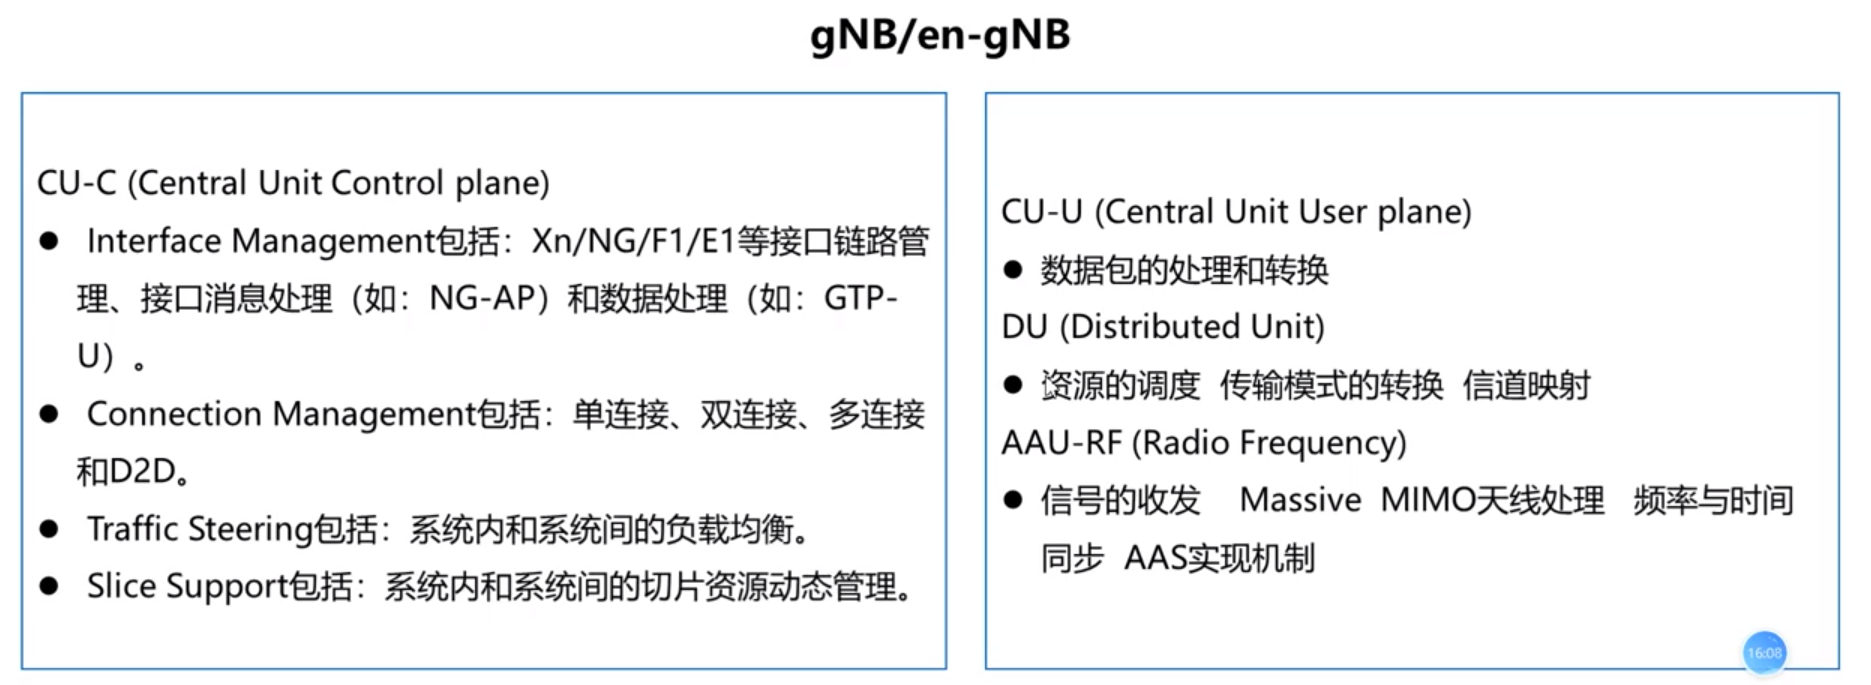 gNB/en-gNB
CU-C (Central Unit Control plane)
● Interface Management包括：Xn/NG/F1/E1等接口链路管
理、接口消息处理（如：NG-AP）和数据处理（如：GTP-
U）。
● Connection Management包括：单连接、双连接、多连接
和D2D。
● Traffic Steering包括：系统内和系统间的负载均衡。
● Slice Support包括：系统内和系统间的切片资源动态管理。
CU-U (Central Unit User plane)
● 数据包的处理和转换
DU (Distributed Unit)
● 资源的调度 传输模式的转换 信道映射
AAU-RF (Radio Frequency)
● 信号的收发 Massive MIMO天线处理 频率与时间
同步 AAS实现机制
16:08